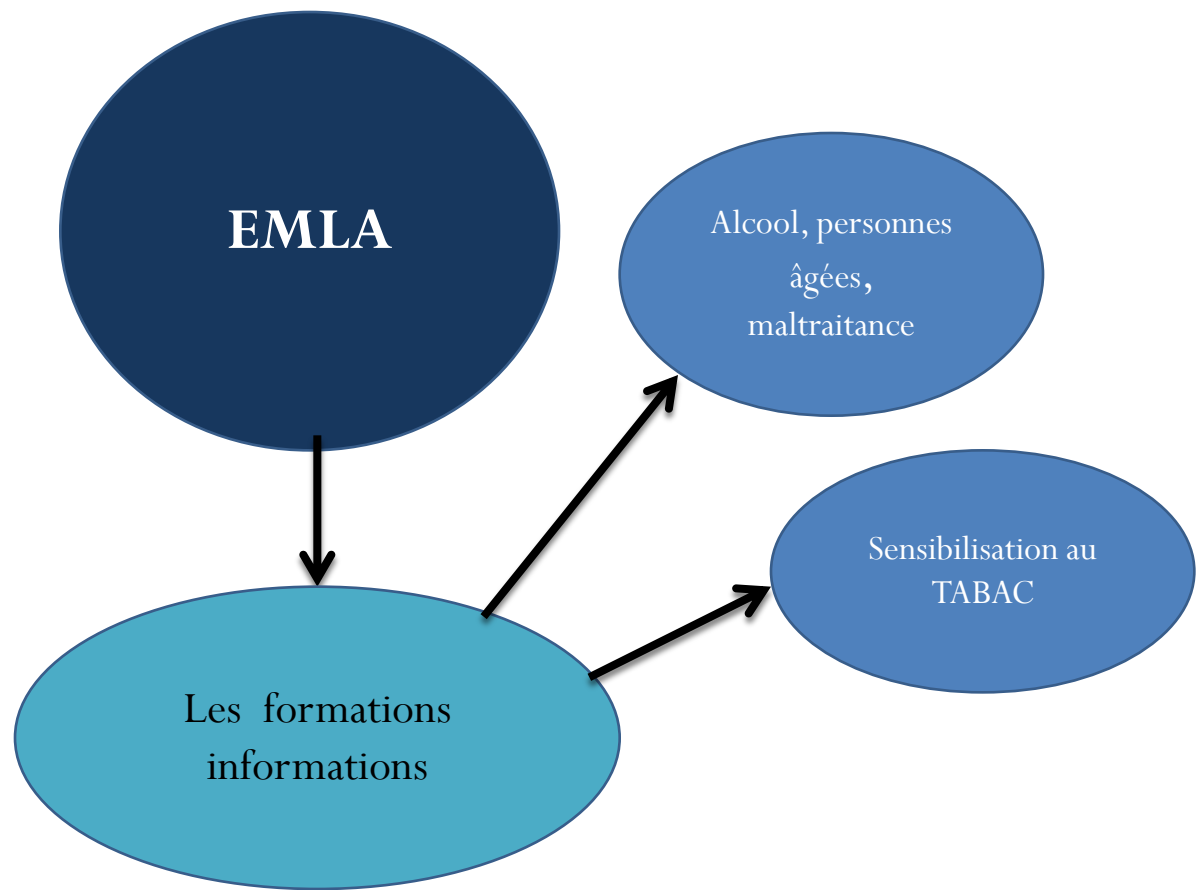 EMLA
Alcool, personnes
âgées,
maltraitance
Sensibilisation au
TABAC
Les formations
informations